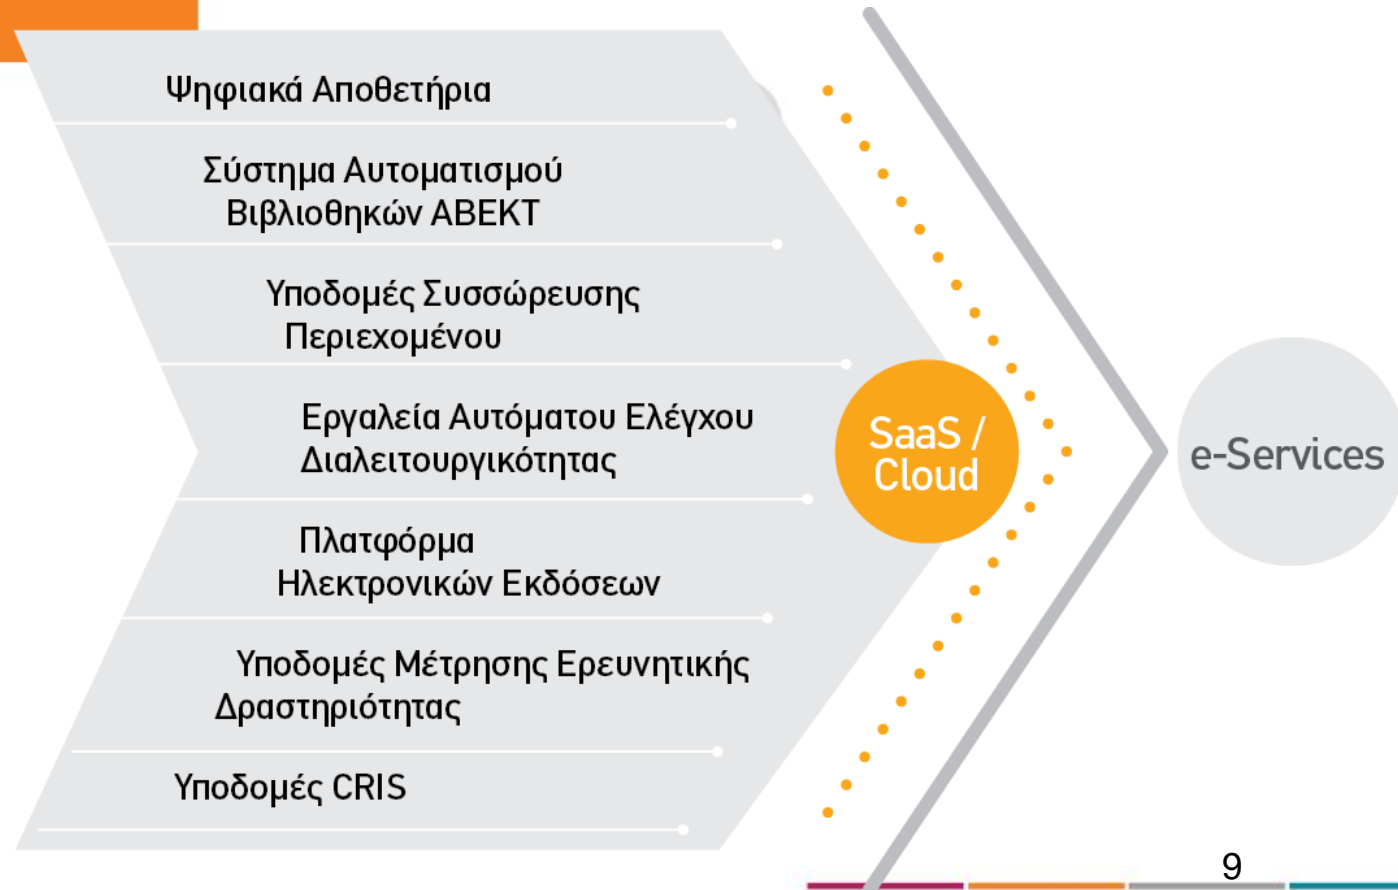 Ψηφιακά Αποθετήρια
Σύστημα Αυτοματισμού
Βιβλιοθηκών ΑΒΕΚΤ
Υποδομές Συσσώρευσης
Περιεχομένου
Εργαλεία Αυτόματου Ελέγχου
Διαλειτουργικότητας
Πλατφόρμα
Ηλεκτρονικών Εκδόσεων
Υποδομές Μέτρησης Ερευνητικής
Δραστηριότητας
Υποδομές CRIS
SaaS /
Cloud
e-Services
9